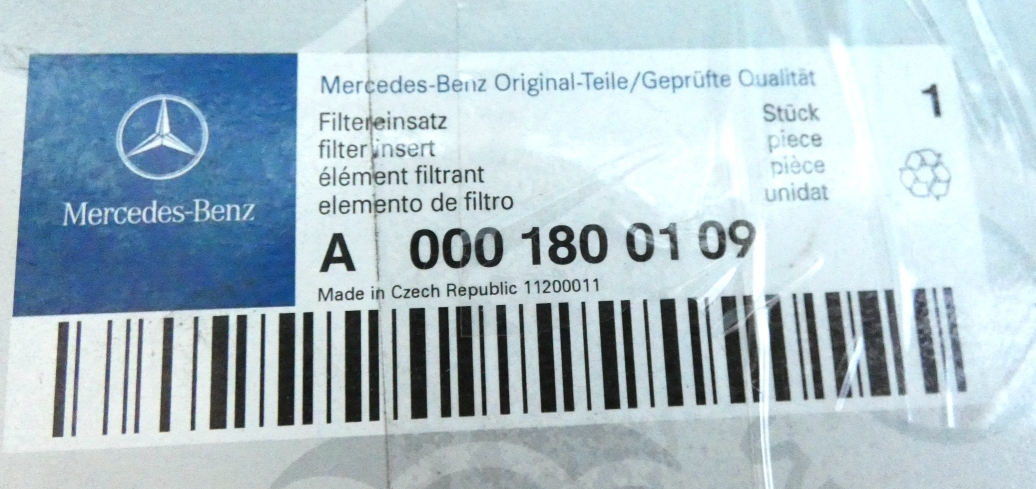 Mercedes-Benz
Mercedes-Benz Original-Teile/Geprüfte Qualität
Filtereinsatz
filter insert
élément filtrant
elemento de filtro
Stück
piece
pièce
unidat
1
A 000 180 01 09
Made in Czech Republic 11200011